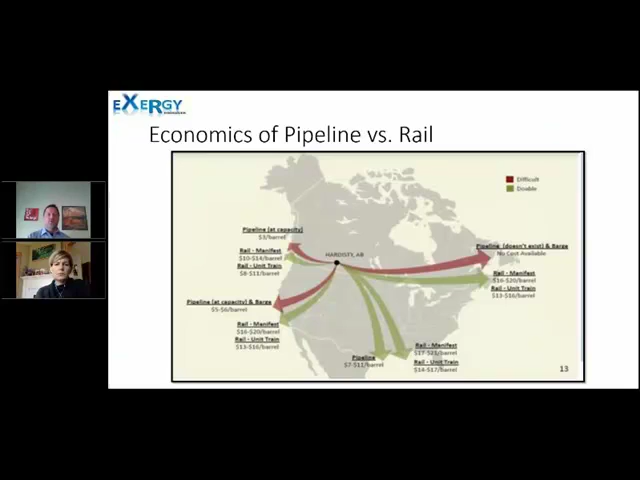 EXERGY
Economics of Pipeline vs. Rail
Difficult
Doable
Pipeline (at capacity)
$3/barrel
Rail - Manifest
$10-$14/barrel
Rail - Unit Train
$8-$11/barrel
HARDISTY, AB
Pipeline (doesn't exist) & Barge
No Cost Available
Rail - Manifest
$16-$20/barrel
Rail - Unit Train
$13-$16/barrel
Pipeline (at capacity) & Barge
$5-$6/barrel
Rail - Manifest
$16-$20/barrel
Rail - Unit Train
$13-$16/barrel
Pipeline
$7-$11/barrel
Rail - Manifest
$17-$21/barrel
Rail - Unit Train
$14-$17/barrel
13